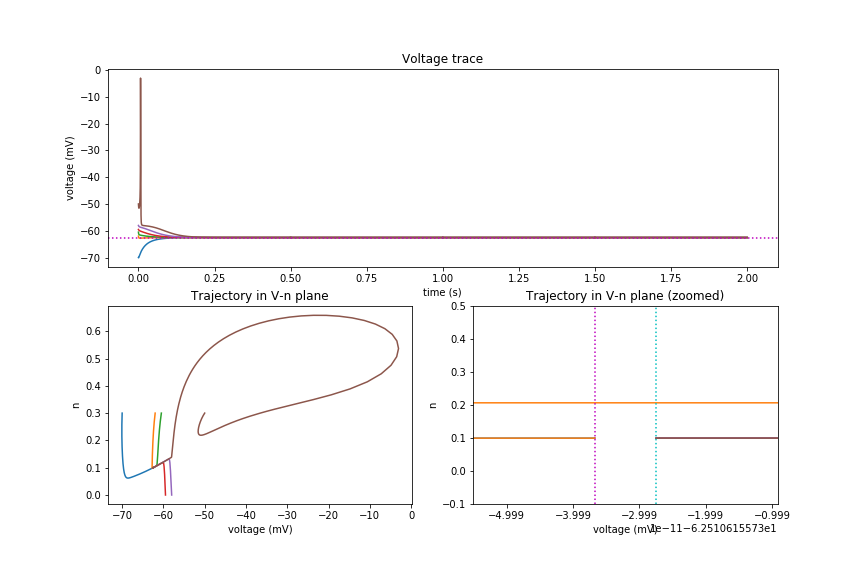 Voltage trace
voltage (mV)
0
−10
−20
−30
−40
−50
−60
−70
0.00 0.25 0.50 0.75 1.00 1.25 1.50 1.75 2.00
time (s)
Trajectory in V-n plane
n
0.6
0.5
0.4
0.3
0.2
0.1
0.0
−70 −60 −50 −40 −30 −20 −10 0
voltage (mV)
Trajectory in V-n plane (zoomed)
n
0.5
0.4
0.3
0.2
0.1
0.0
−0.1
−4.999 −3.999 −2.999 −1.999 −0.999
voltage (mV)
1e−11−6.2510615573e1